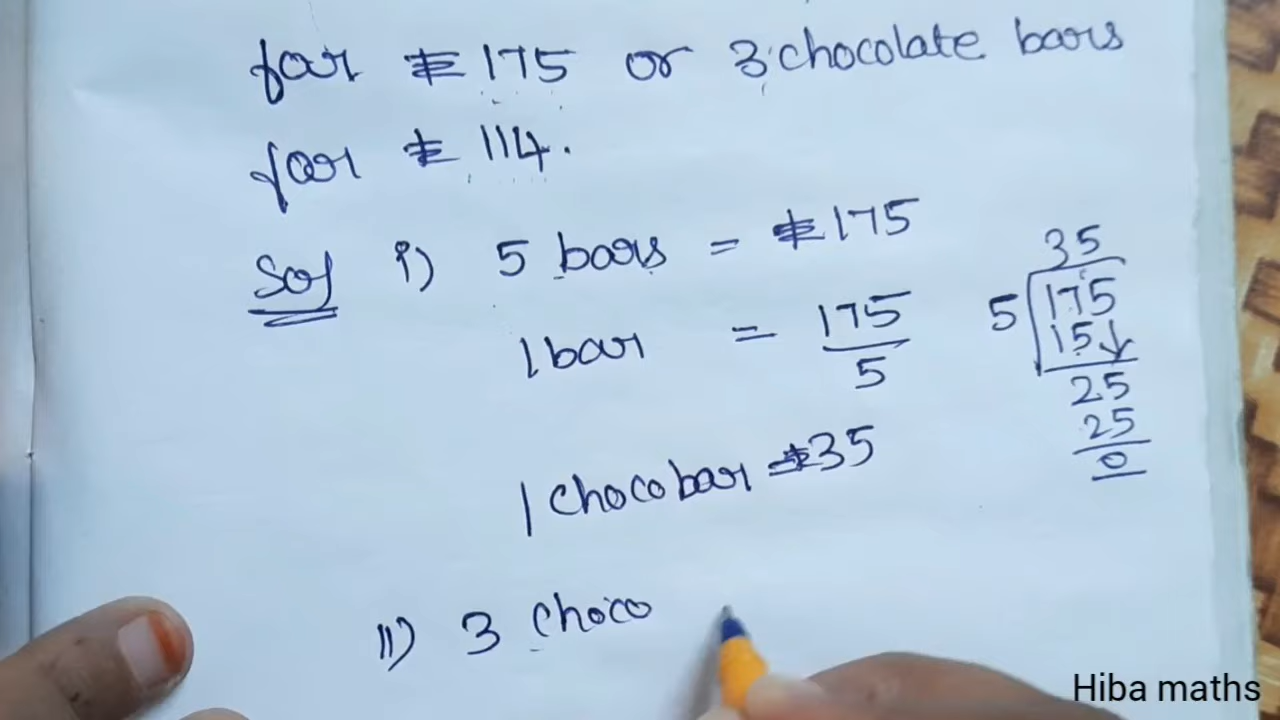 for ₹ 175 or 3 chocolate bars
for ₹ 114.
Sol i) 5 bars = ₹175
1 bar = 175/5
1 chocobar = ₹35
35
5 175
15
25
25
0
ii) 3 choco
Hiba maths